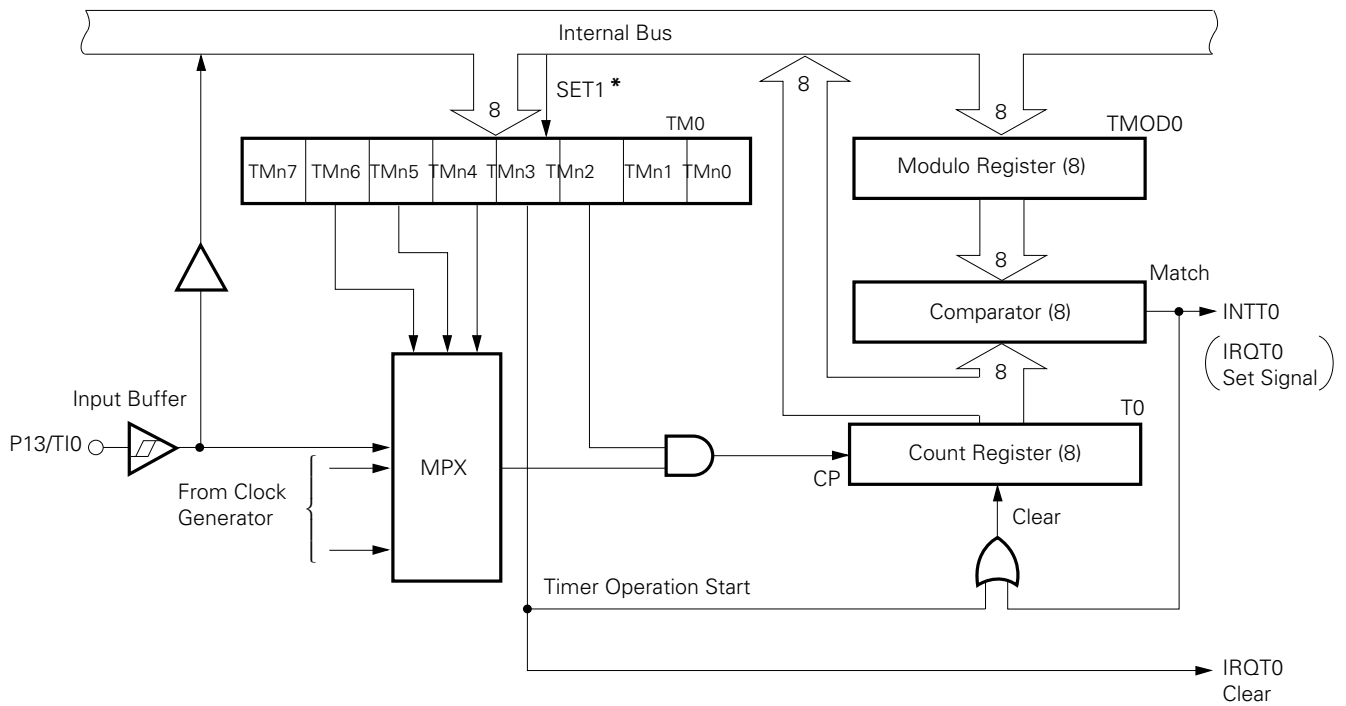 Internal Bus
8
SET1 *
8
8
TM0
TMOD0
TMn7 TMn6 TMn5 TMn4 TMn3 TMn2 TMn1 TMn0
Modulo Register (8)
8
Match
Comparator (8)
INTT0
(IRQT0
Set Signal)
8
Input Buffer
T0
P13/TI0
Count Register (8)
MPX
CP
From Clock
Generator
Clear
Timer Operation Start
IRQT0
Clear